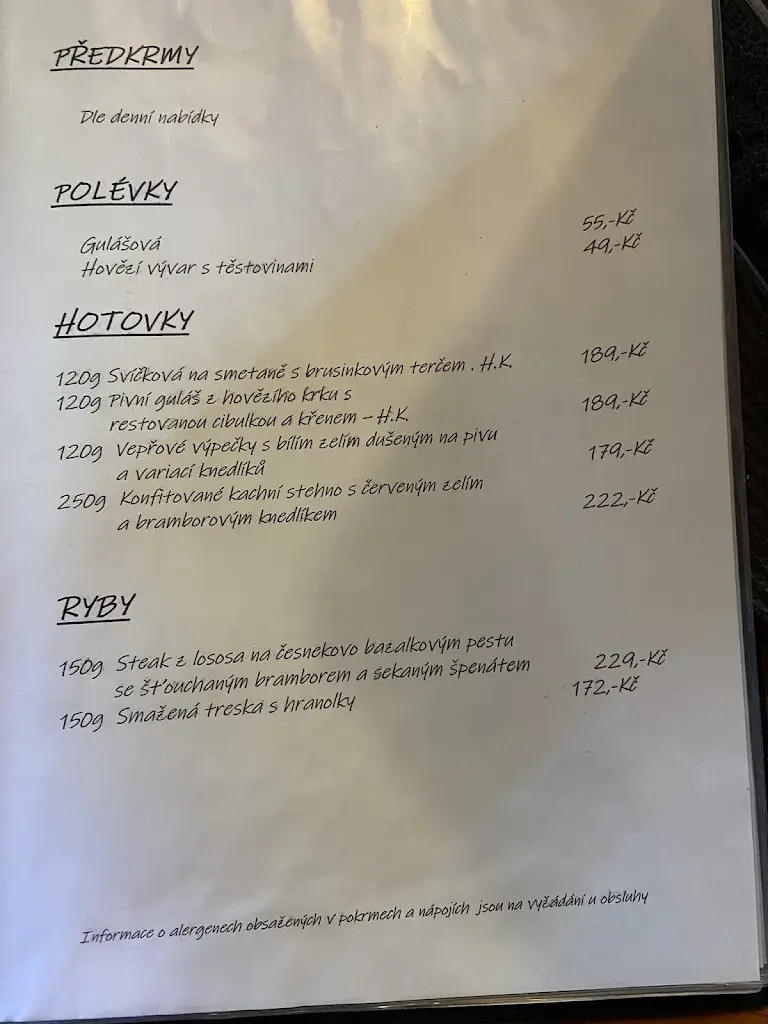 PŘEDKRMY
Dle denní nabídky
POLÉVKY
Gulášová 55,-Kč
Hovězí vývar s těstovinami 49,-Kč
HOTOVKY
120g Svíčková na smetaně s brusinkovým terčem . H.K. 189,-Kč
120g Pivní guláš z hovězího krku s
restovanou cibulkou a křenem – H.K. 189,-Kč
120g Vepřové výpečky s bílím zelím dušeným na pivu 179,-Kč
a variací knedlíků
250g Konfitované kachní stehno s červeným zelím 222,-Kč
a bramborovým knedlíkem
RYBY
150g Steak z lososa na česnekovo bazalkovým pestu
se šťouchaným bramborem a sekaným špenátem 229,-Kč
150g Smažená treska s hranolky 172,-Kč
Informace o alergenech obsažených v pokrmech a nápojích jsou na vyžádání u obsluhy